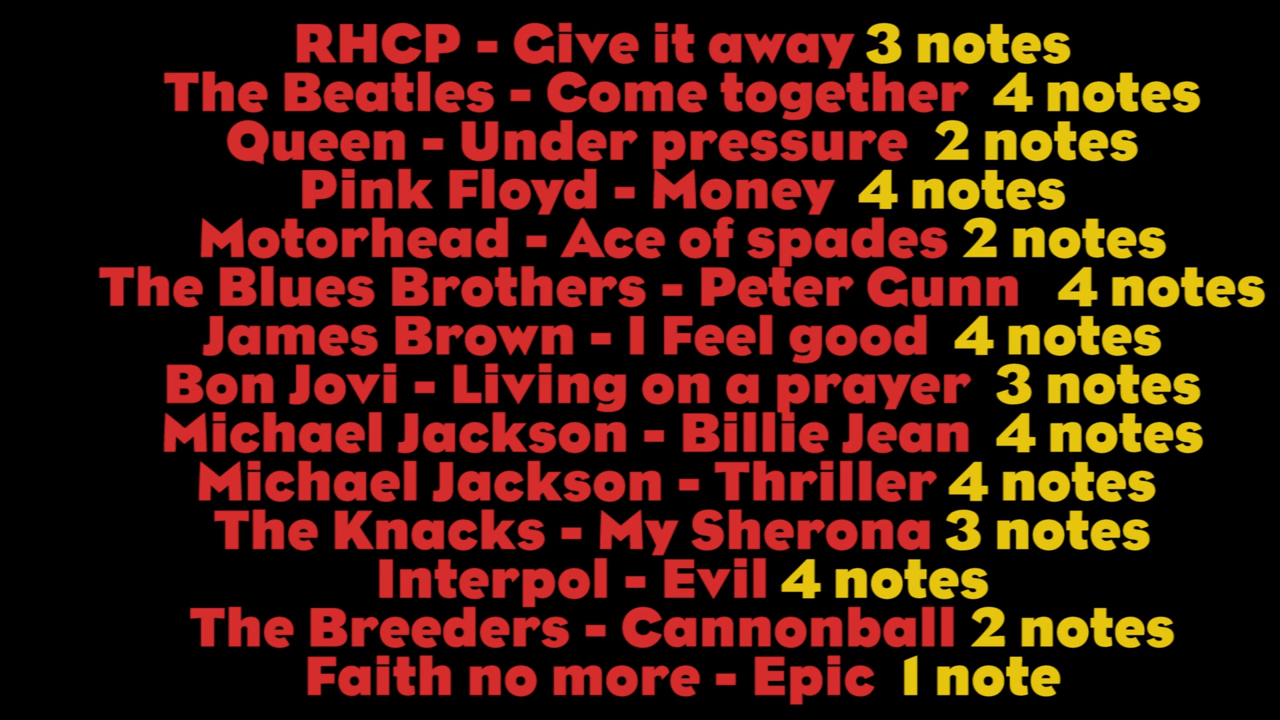 RHCP - Give it away 3 notes
The Beatles - Come together 4 notes
Queen - Under pressure 2 notes
Pink Floyd - Money 4 notes
Motorhead - Ace of spades 2 notes
The Blues Brothers - Peter Gunn 4 notes
James Brown - I Feel good 4 notes
Bon Jovi - Living on a prayer 3 notes
Michael Jackson - Billie Jean 4 notes
Michael Jackson - Thriller 4 notes
The Knacks - My Sherona 3 notes
Interpol - Evil 4 notes
The Breeders - Cannonball 2 notes
Faith no more - Epic 1 note